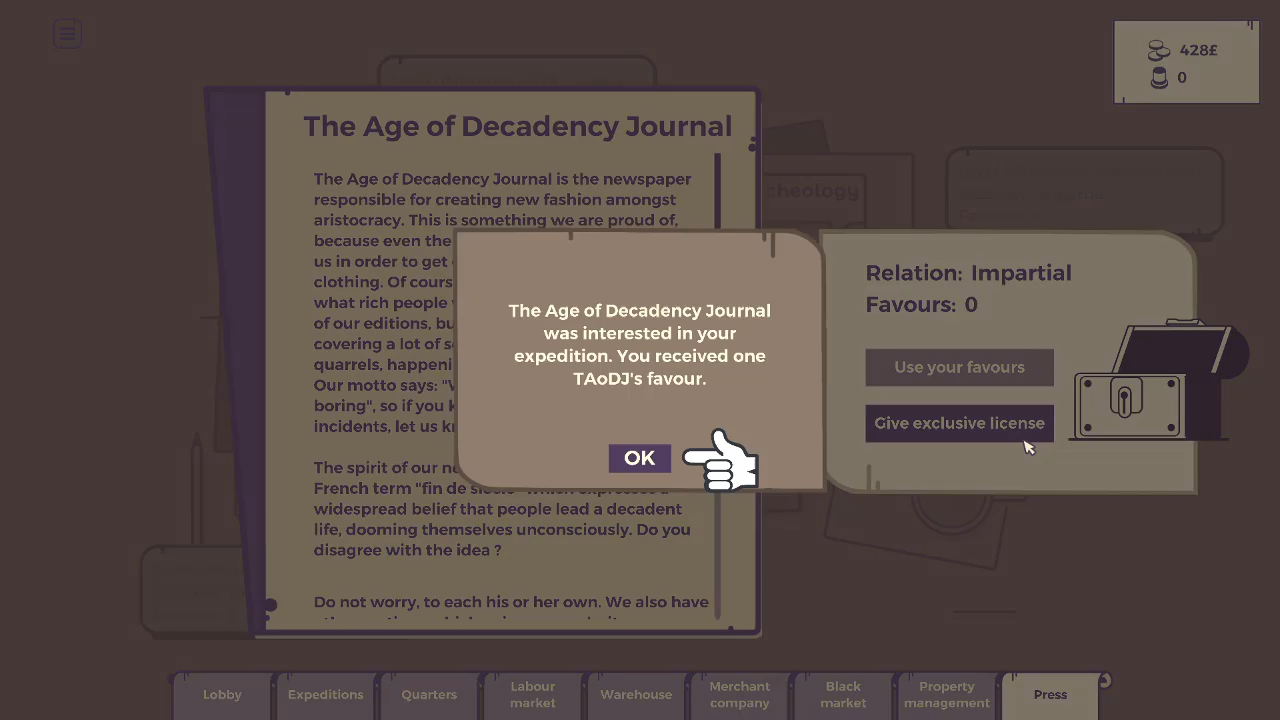 428£
0
The Age of Decadency Journal
The Age of Decadency Journal is the newspaper
responsible for creating new fashion amongst
aristocracy. This is something we are proud of,
because even the
us in order to get
clothing. Of cours
what rich people
of our editions, bu
covering a lot of s
quarrels, happeni
Our motto says: "W
boring", so if you k
incidents, let us kn
The spirit of our ne
French term "fin de siècle" which expresses a
widespread belief that people lead a decadent
life, dooming themselves unconsciously. Do you
disagree with the idea ?
Do not worry, to each his or her own. We also have
cheology
The Age of Decadency Journal
was interested in your
expedition. You received one
TAoDJ's favour.
OK
Relation: Impartial
Favours: 0
Use your favours
Give exclusive license
Lobby
Expeditions
Quarters
Labour
market
Warehouse
Merchant
company
Black
market
Property
management
Press